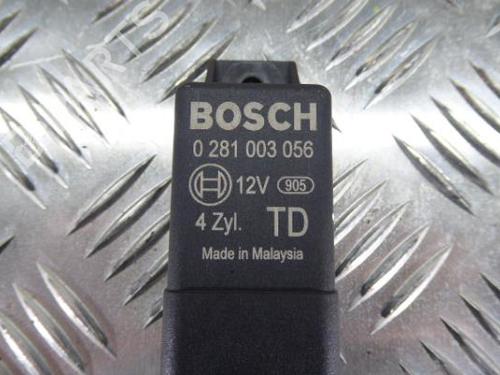 BOSCH
0 281 003 056
12V 905
4 Zyl. TD
Made in Malaysia